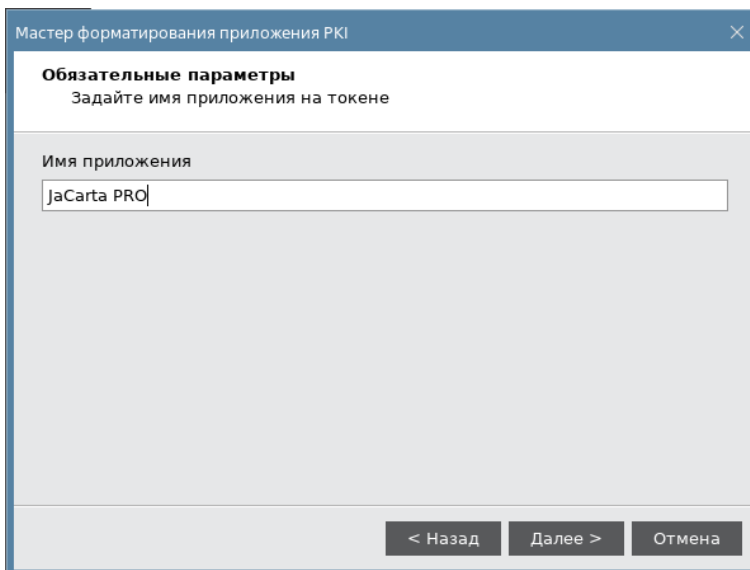 Мастер форматирования приложения PKI
Обязательные параметры
Задайте имя приложения на токене
Имя приложения
JaCarta PRO
< Назад Далее > Отмена